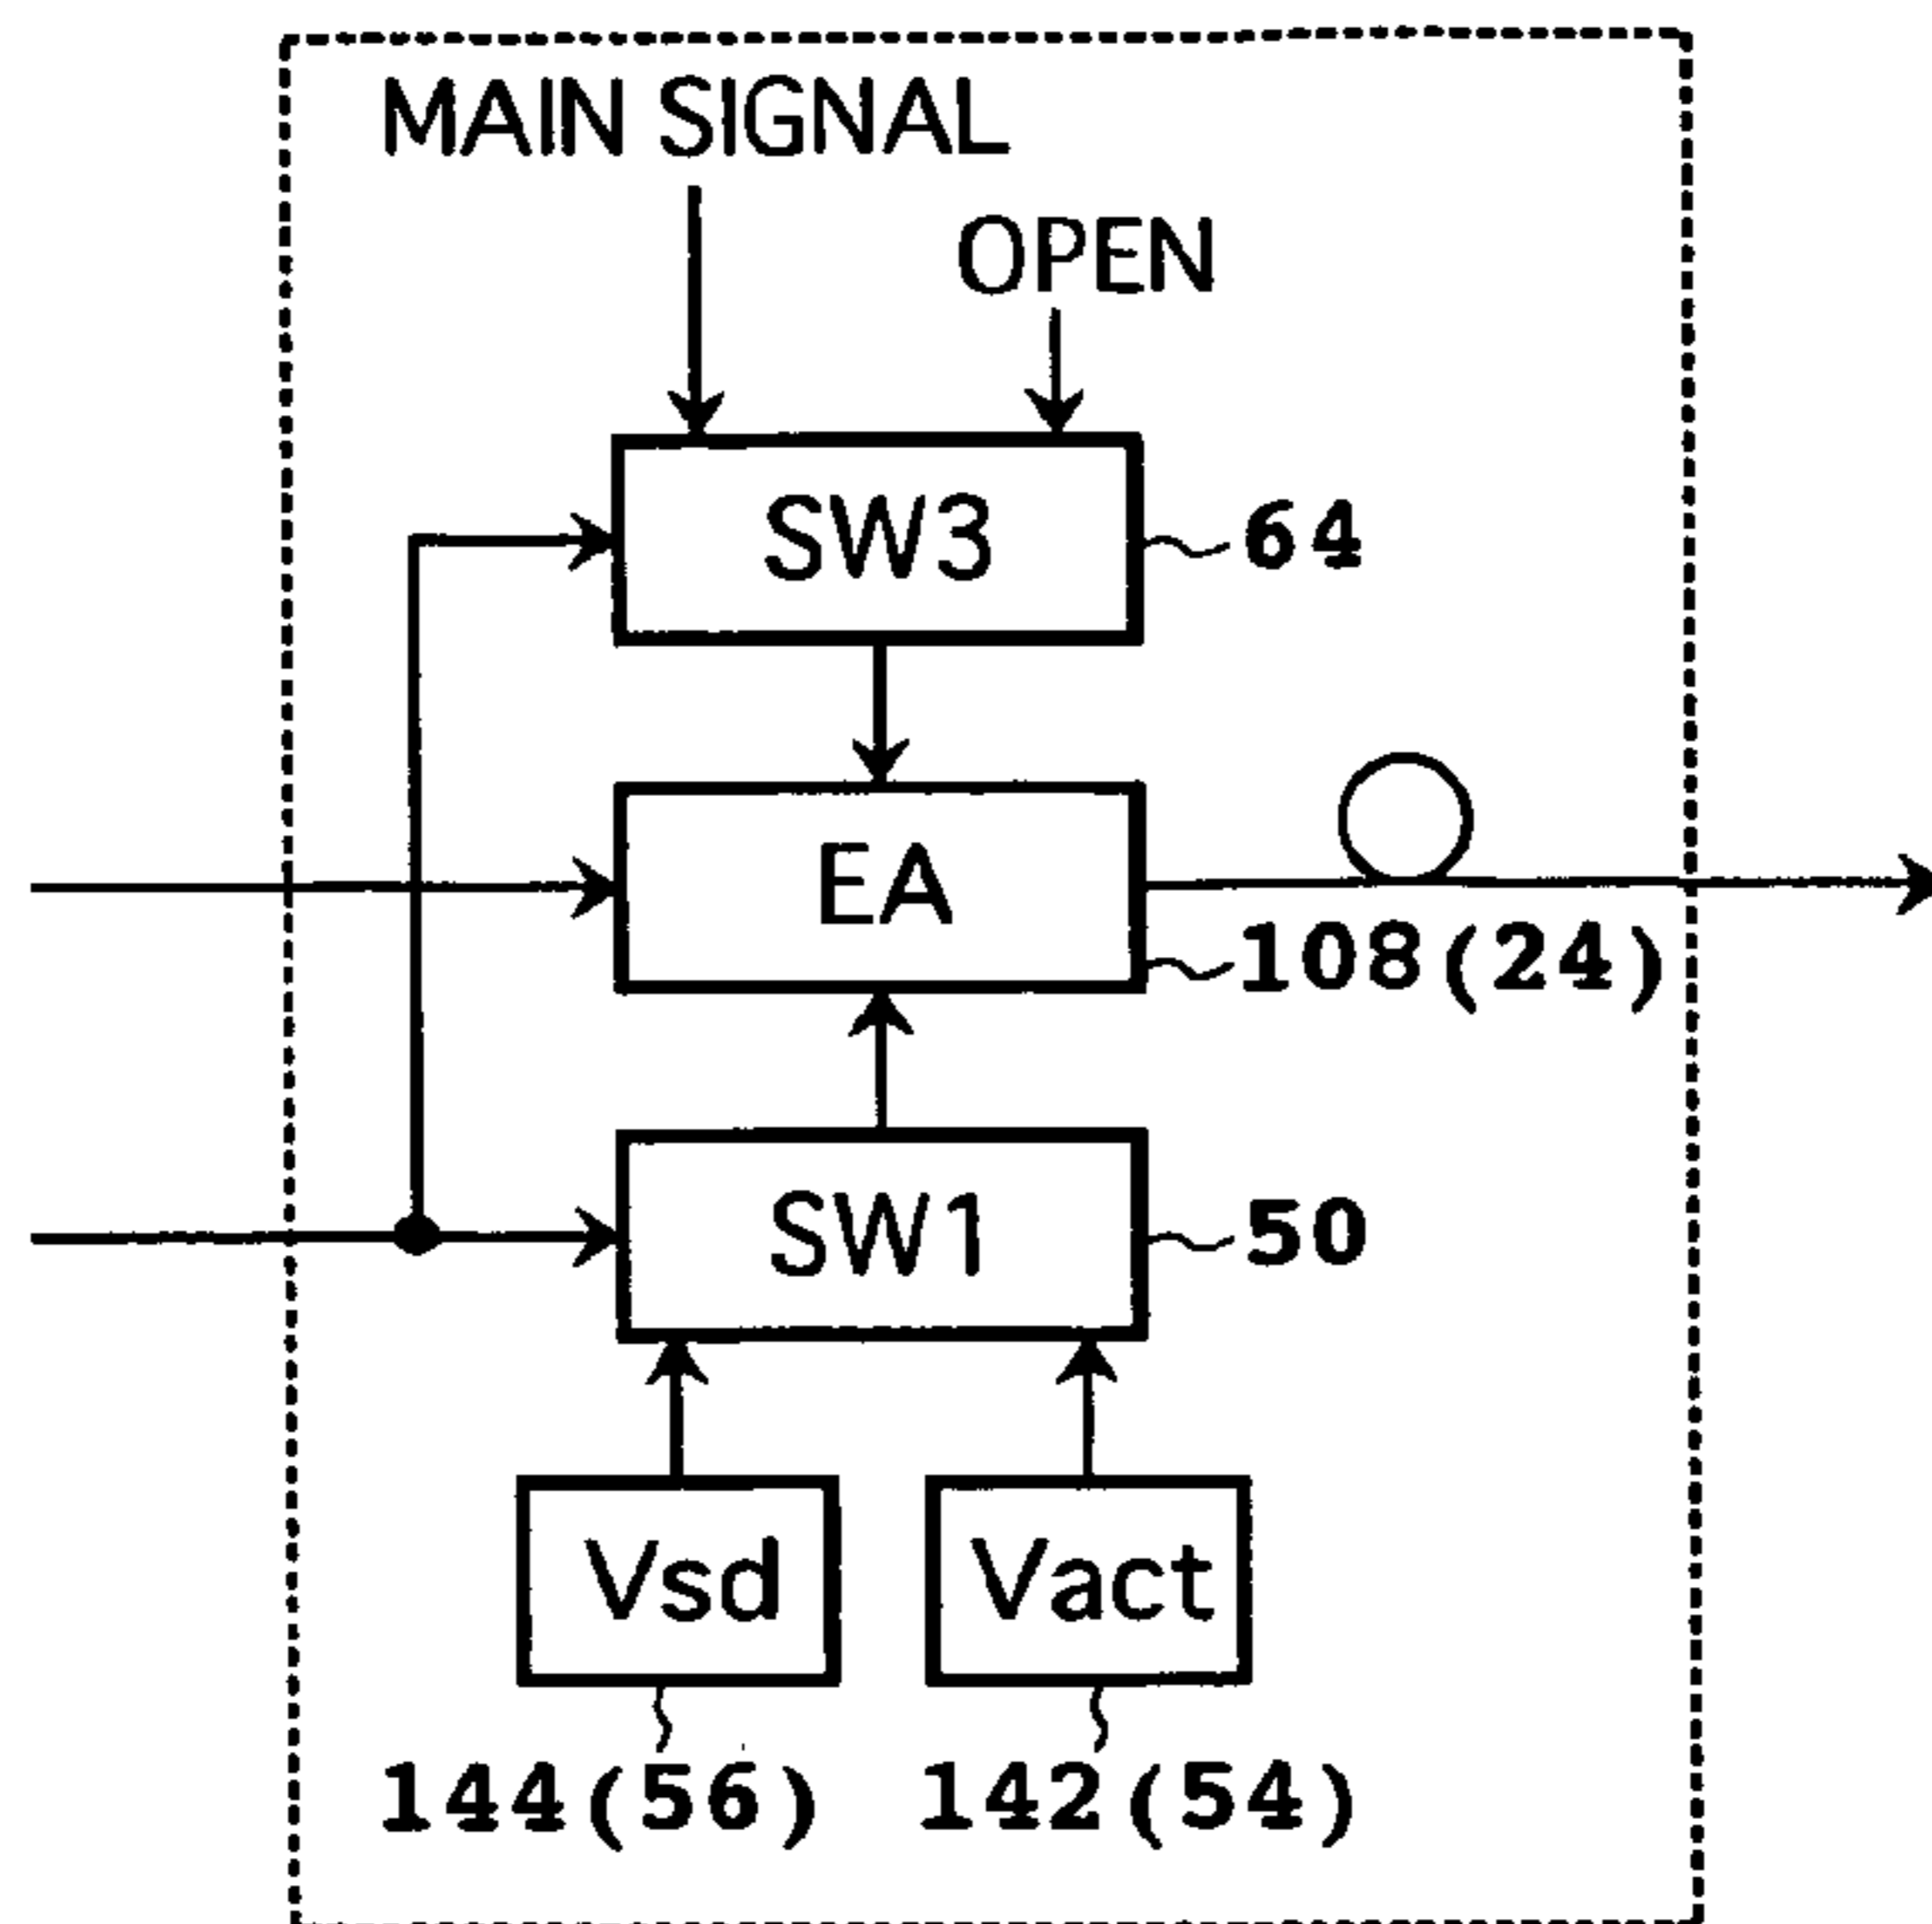 MAIN SIGNAL
OPEN
SW3
64
EA
108(24)
SW1
50
Vsd
Vact
144(56)
142(54)